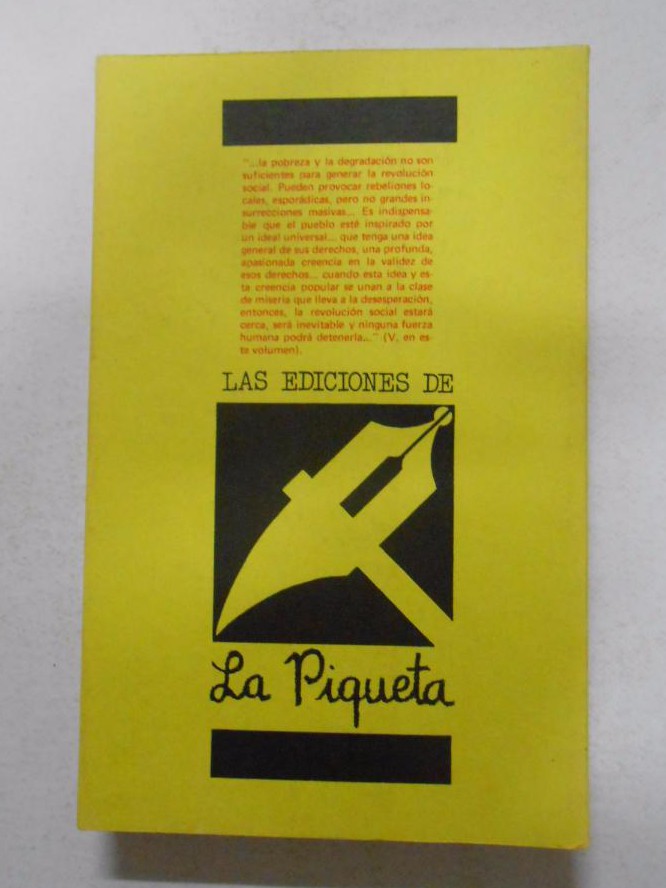 "...la pobreza y la degradación no son
suficientes para generar la revolución
social. Pueden provocar rebeliones lo-
cales, esporádicas, pero no grandes in-
surrecciones masivas... Es indispensa-
ble que el pueblo esté inspirado por
un ideal universal... que tenga una idea
general de sus derechos, una profunda,
apasionada creencia en la validez de
esos derechos... cuando esta idea y es-
ta creencia popular se unan a la clase
de miseria que lleva a la desesperación,
entonces, la revolución social estará
cerca, será inevitable y ninguna fuerza
humana podrá detenerla..." (V. en es-
te volumen).
LAS EDICIONES DE
La Piqueta